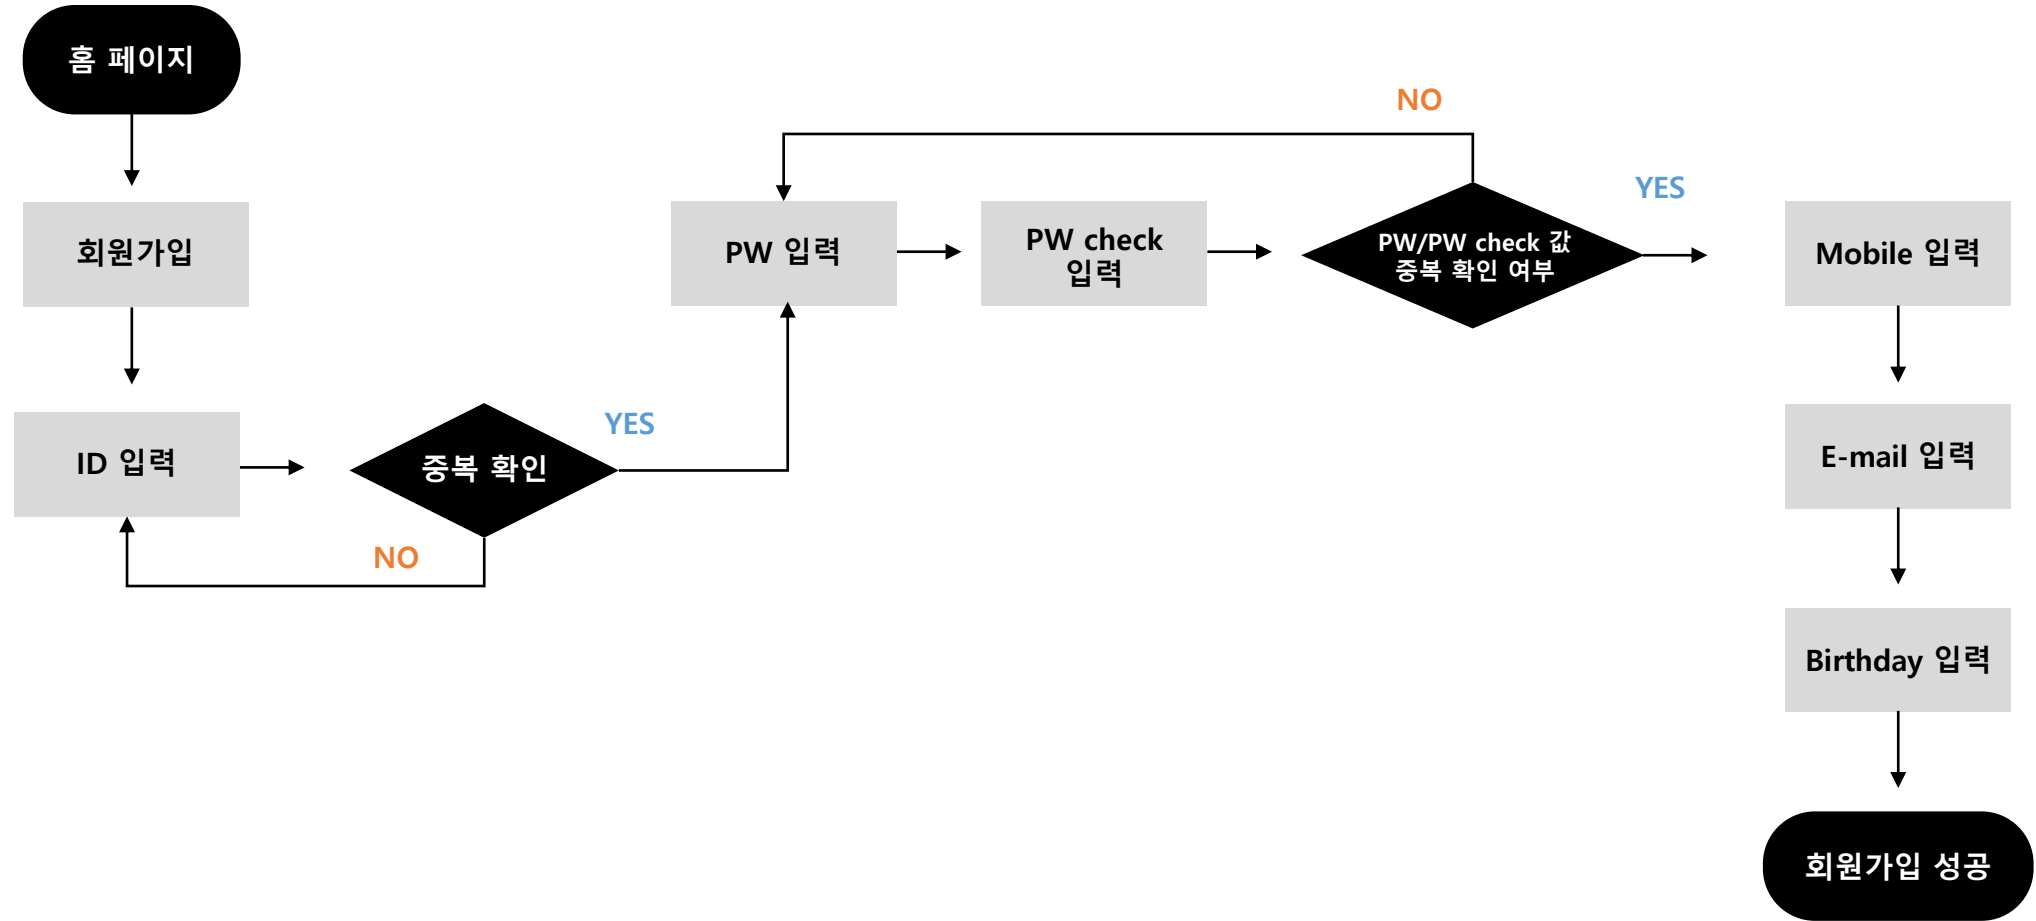 홈 페이지
회원가입
ID 입력
중복 확인
NO
YES
PW 입력
PW check
입력
PW/PW check 값
중복 확인 여부
NO
YES
Mobile 입력
E-mail 입력
Birthday 입력
회원가입 성공